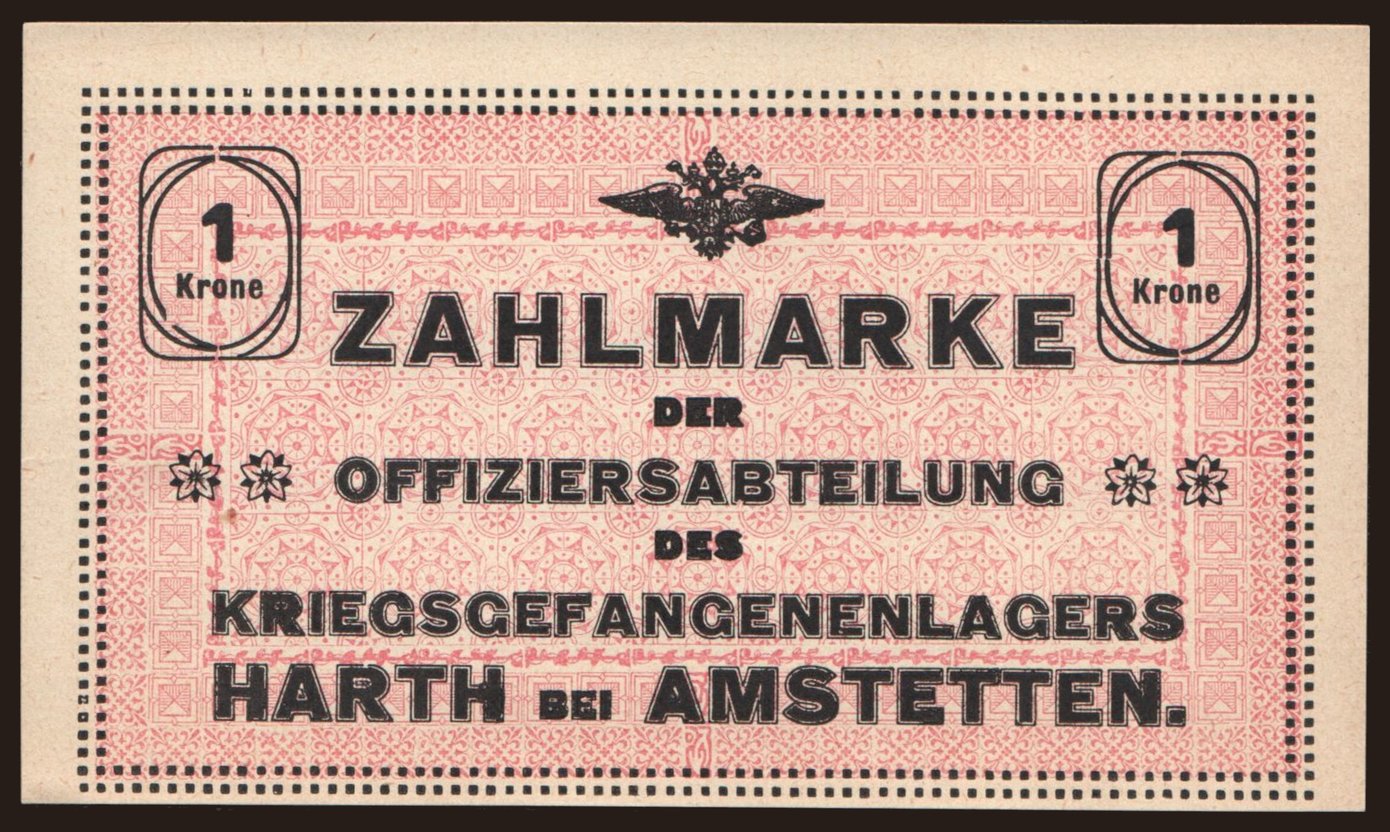 1
Krone
1
Krone
ZAHLMARKE
DER
OFFIZIERSABTEILUNG
DES
KRIEGSGEFANGENENLAGERS
HARTH BEI AMSTETTEN.